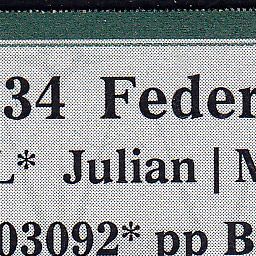 34 Feder
L* Julian | M
03092* pp B